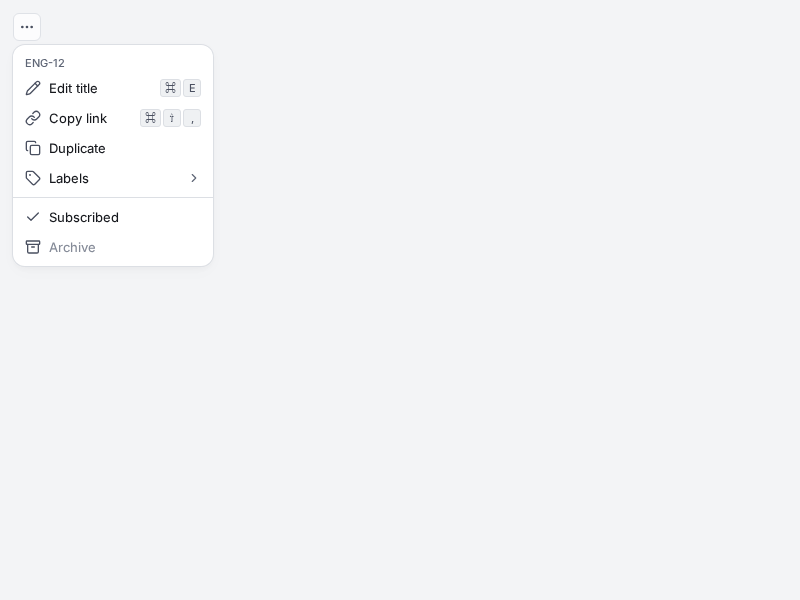 ENG-12
Edit title ⌘ E
Copy link ⌘ ⇧ ,
Duplicate
Labels
Subscribed
Archive